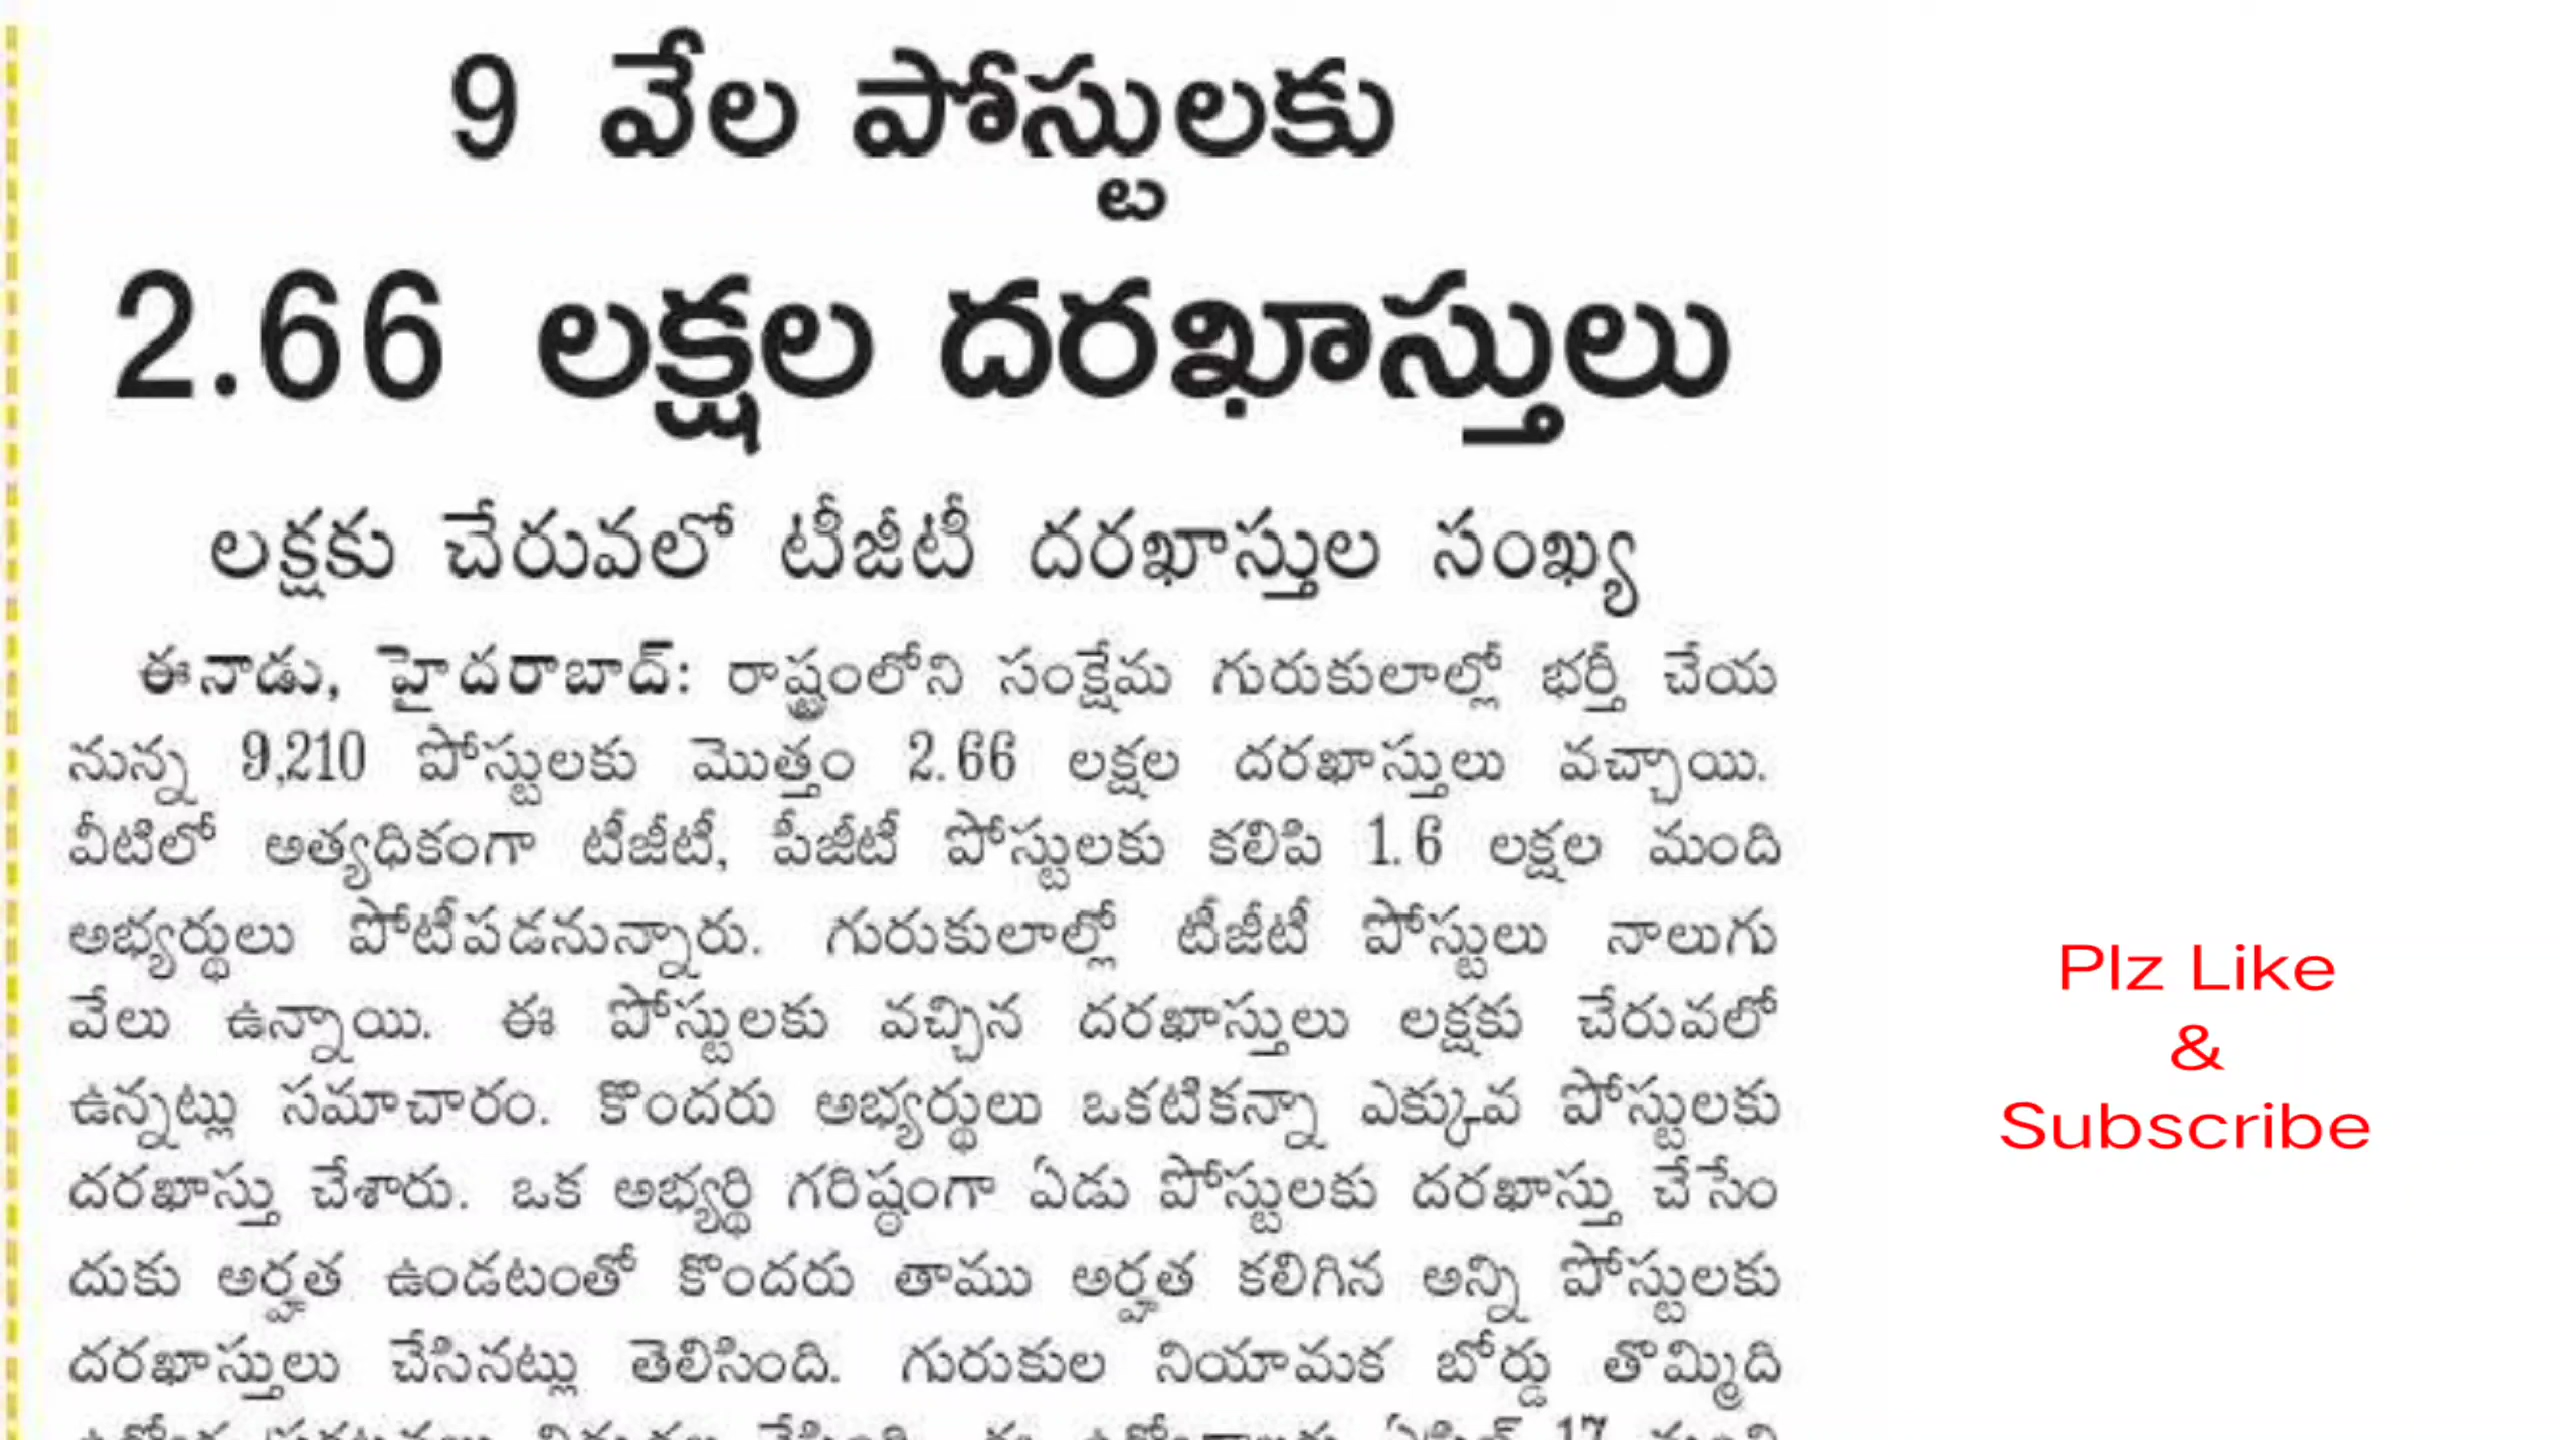 9 వేల పోస్టులకు
2.66 లక్షల దరఖాస్తులు
లక్షకు చేరువలో టీజీటీ దరఖాస్తుల సంఖ్య
ఈనాడు, హైదరాబాద్: రాష్ట్రంలోని సంక్షేమ గురుకులాల్లో భర్తీ చేయ
నున్న 9,210 పోస్టులకు మొత్తం 2.66 లక్షల దరఖాస్తులు వచ్చాయి.
వీటిలో అత్యధికంగా టీజీటీ, పీజీటీ పోస్టులకు కలిపి 1.6 లక్షల మంది
అభ్యర్థులు పోటీపడనున్నారు. గురుకులాల్లో టీజీటీ పోస్టులు నాలుగు
వేలు ఉన్నాయి. ఈ పోస్టులకు వచ్చిన దరఖాస్తులు లక్షకు చేరువలో
ఉన్నట్లు సమాచారం. కొందరు అభ్యర్థులు ఒకటికన్నా ఎక్కువ పోస్టులకు
దరఖాస్తు చేశారు. ఒక అభ్యర్థి గరిష్ఠంగా ఏడు పోస్టులకు దరఖాస్తు చేసేం
దుకు అర్హత ఉండటంతో కొందరు తాము అర్హత కలిగిన అన్ని పోస్టులకు
దరఖాస్తులు చేసినట్లు తెలిసింది. గురుకుల నియామక బోర్డు తొమ్మిది
17
Plz Like
&
Subscribe